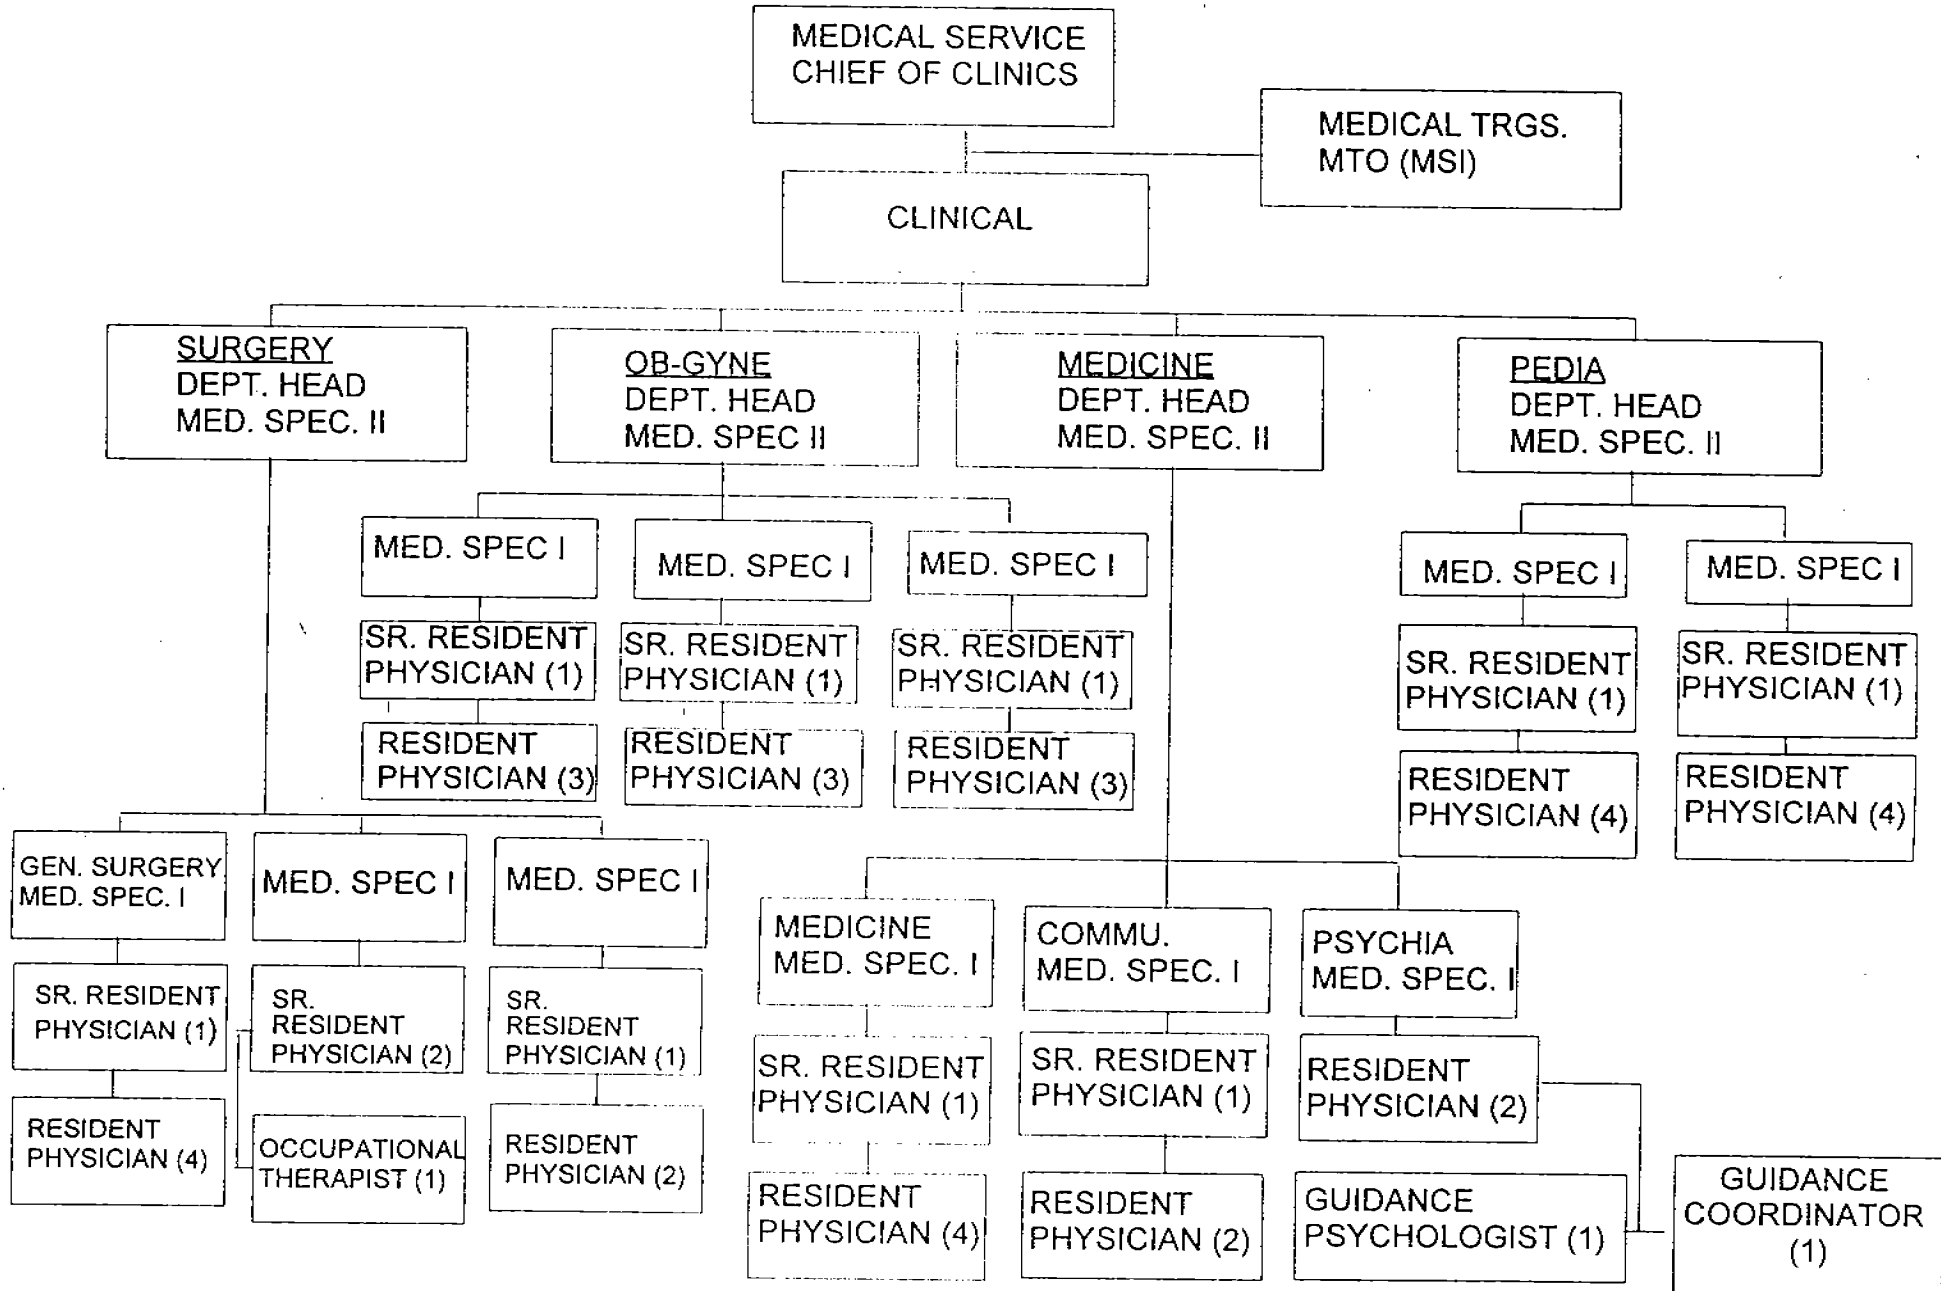 MEDICAL SERVICE
CHIEF OF CLINICS
MEDICAL TRGS.
MTO (MSI)
CLINICAL
SURGERY
DEPT. HEAD
MED. SPEC. II
OB-GYNE
DEPT. HEAD
MED. SPEC II
MEDICINE
DEPT. HEAD
MED. SPEC. II
PEDIA
DEPT. HEAD
MED. SPEC. II
MED. SPEC I
SR. RESIDENT
PHYSICIAN (1)
RESIDENT
PHYSICIAN (3)
MED. SPEC I
SR. RESIDENT
PHYSICIAN (1)
RESIDENT
PHYSICIAN (3)
MED. SPEC I
SR. RESIDENT
PHYSICIAN (1)
RESIDENT
PHYSICIAN (3)
MED. SPEC I
SR. RESIDENT
PHYSICIAN (1)
RESIDENT
PHYSICIAN (4)
MED. SPEC I
SR. RESIDENT
PHYSICIAN (1)
RESIDENT
PHYSICIAN (4)
GEN. SURGERY
MED. SPEC. I
SR. RESIDENT
PHYSICIAN (1)
RESIDENT
PHYSICIAN (4)
MED. SPEC I
SR.
RESIDENT
PHYSICIAN (2)
OCCUPATIONAL
THERAPIST (1)
MED. SPEC I
SR.
RESIDENT
PHYSICIAN (1)
RESIDENT
PHYSICIAN (2)
MEDICINE
MED. SPEC. I
SR. RESIDENT
PHYSICIAN (1)
RESIDENT
PHYSICIAN (4)
COMMU.
MED. SPEC. I
SR. RESIDENT
PHYSICIAN (1)
RESIDENT
PHYSICIAN (2)
PSYCHIA
MED. SPEC. I
RESIDENT
PHYSICIAN (2)
GUIDANCE
PSYCHOLOGIST (1)
GUIDANCE
COORDINATOR
(1)